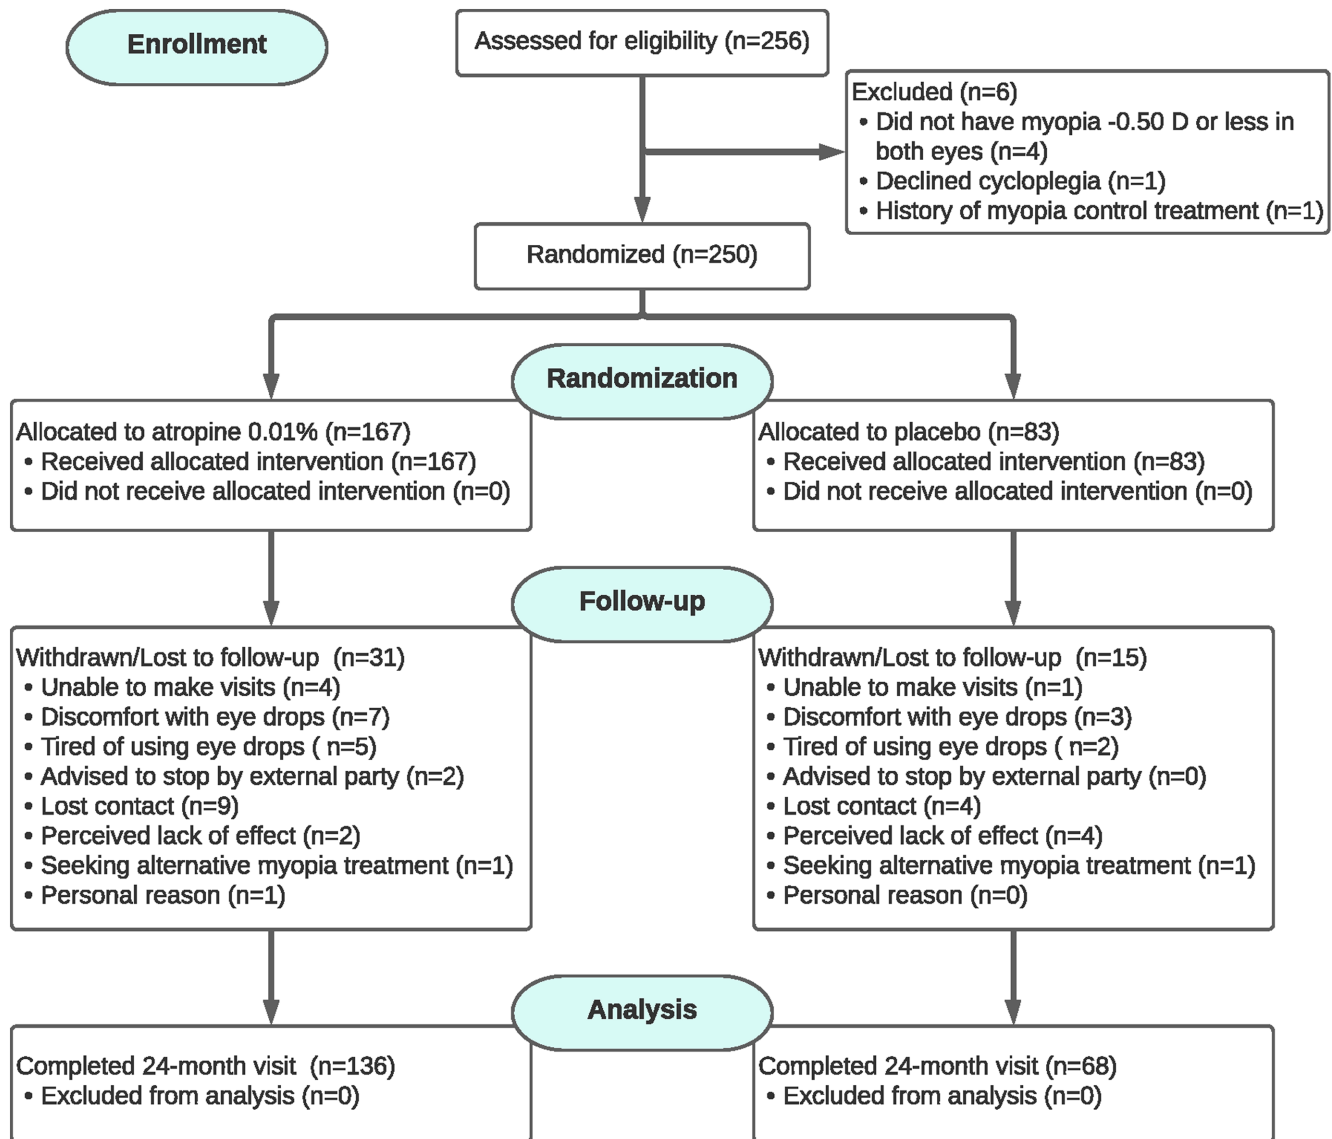 Enrollment
Assessed for eligibility (n=256)
Excluded (n=6)
• Did not have myopia -0.50 D or less in
both eyes (n=4)
• Declined cycloplegia (n=1)
• History of myopia control treatment (n=1)
Randomized (n=250)
Randomization
Allocated to atropine 0.01% (n=167)
• Received allocated intervention (n=167)
• Did not receive allocated intervention (n=0)
Allocated to placebo (n=83)
• Received allocated intervention (n=83)
• Did not receive allocated intervention (n=0)
Follow-up
Withdrawn/Lost to follow-up  (n=31)
• Unable to make visits (n=4)
• Discomfort with eye drops (n=7)
• Tired of using eye drops ( n=5)
• Advised to stop by external party (n=2)
• Lost contact (n=9)
• Perceived lack of effect (n=2)
• Seeking alternative myopia treatment (n=1)
• Personal reason (n=1)
Withdrawn/Lost to follow-up  (n=15)
• Unable to make visits (n=1)
• Discomfort with eye drops (n=3)
• Tired of using eye drops ( n=2)
• Advised to stop by external party (n=0)
• Lost contact (n=4)
• Perceived lack of effect (n=4)
• Seeking alternative myopia treatment (n=1)
• Personal reason (n=0)
Analysis
Completed 24-month visit  (n=136)
• Excluded from analysis (n=0)
Completed 24-month visit (n=68)
• Excluded from analysis (n=0)